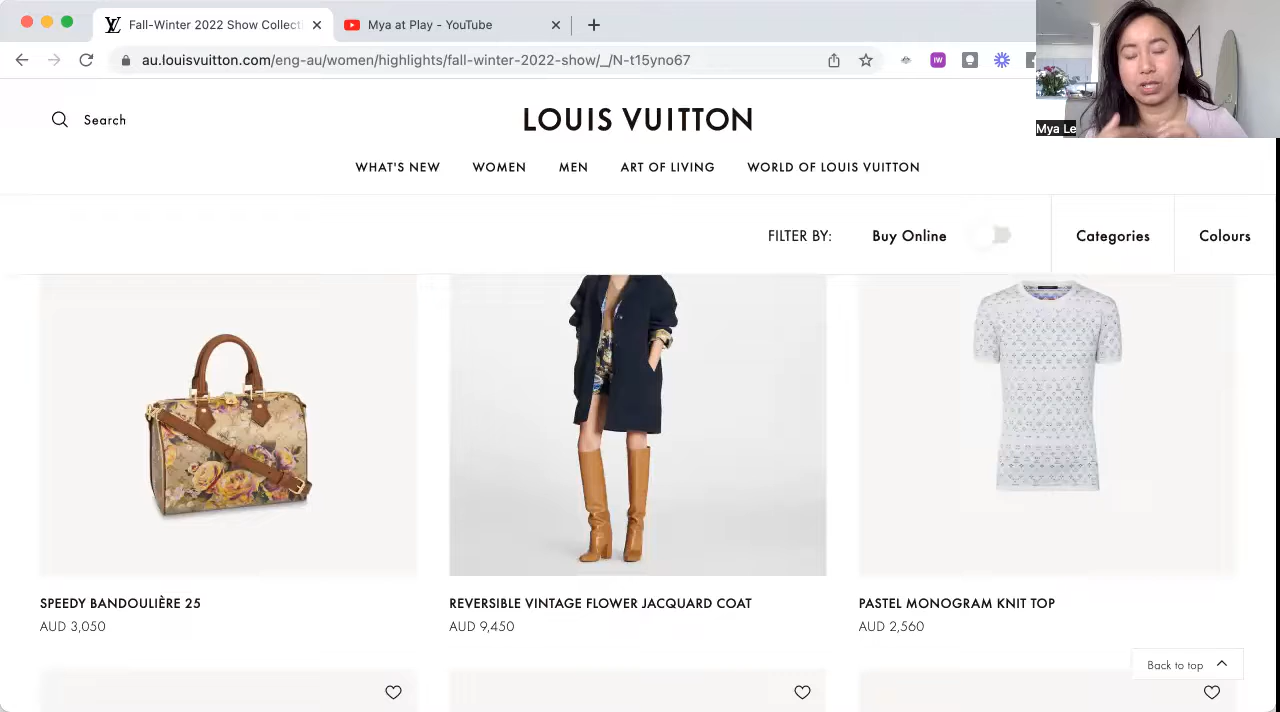 Fall-Winter 2022 Show Collecti
Mya at Play - YouTube
au.louisvuitton.com/eng-au/women/highlights/fall-winter-2022-show/_/N-t15yno67
IW
Mya Le
Search
LOUIS VUITTON
WHAT'S NEW
WOMEN
MEN
ART OF LIVING
WORLD OF LOUIS VUITTON
FILTER BY:
Buy Online
Categories
Colours
SPEEDY BANDOULIÈRE 25
AUD 3,050
REVERSIBLE VINTAGE FLOWER JACQUARD COAT
AUD 9,450
PASTEL MONOGRAM KNIT TOP
AUD 2,560
Back to top